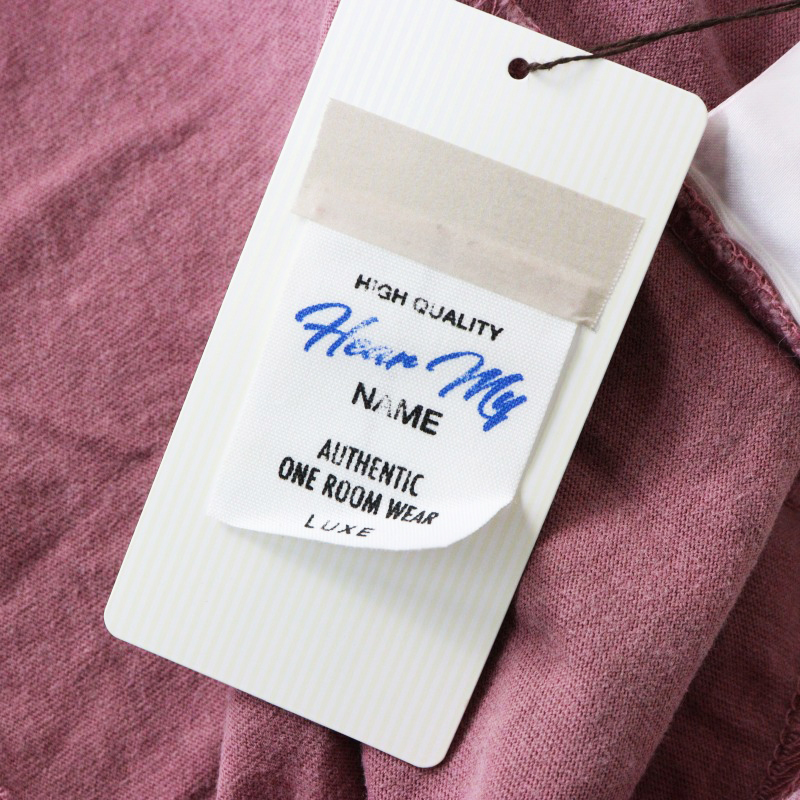 HIGH QUALITY
Hear My
NAME
AUTHENTIC
ONE ROOM WEAR
LUXE